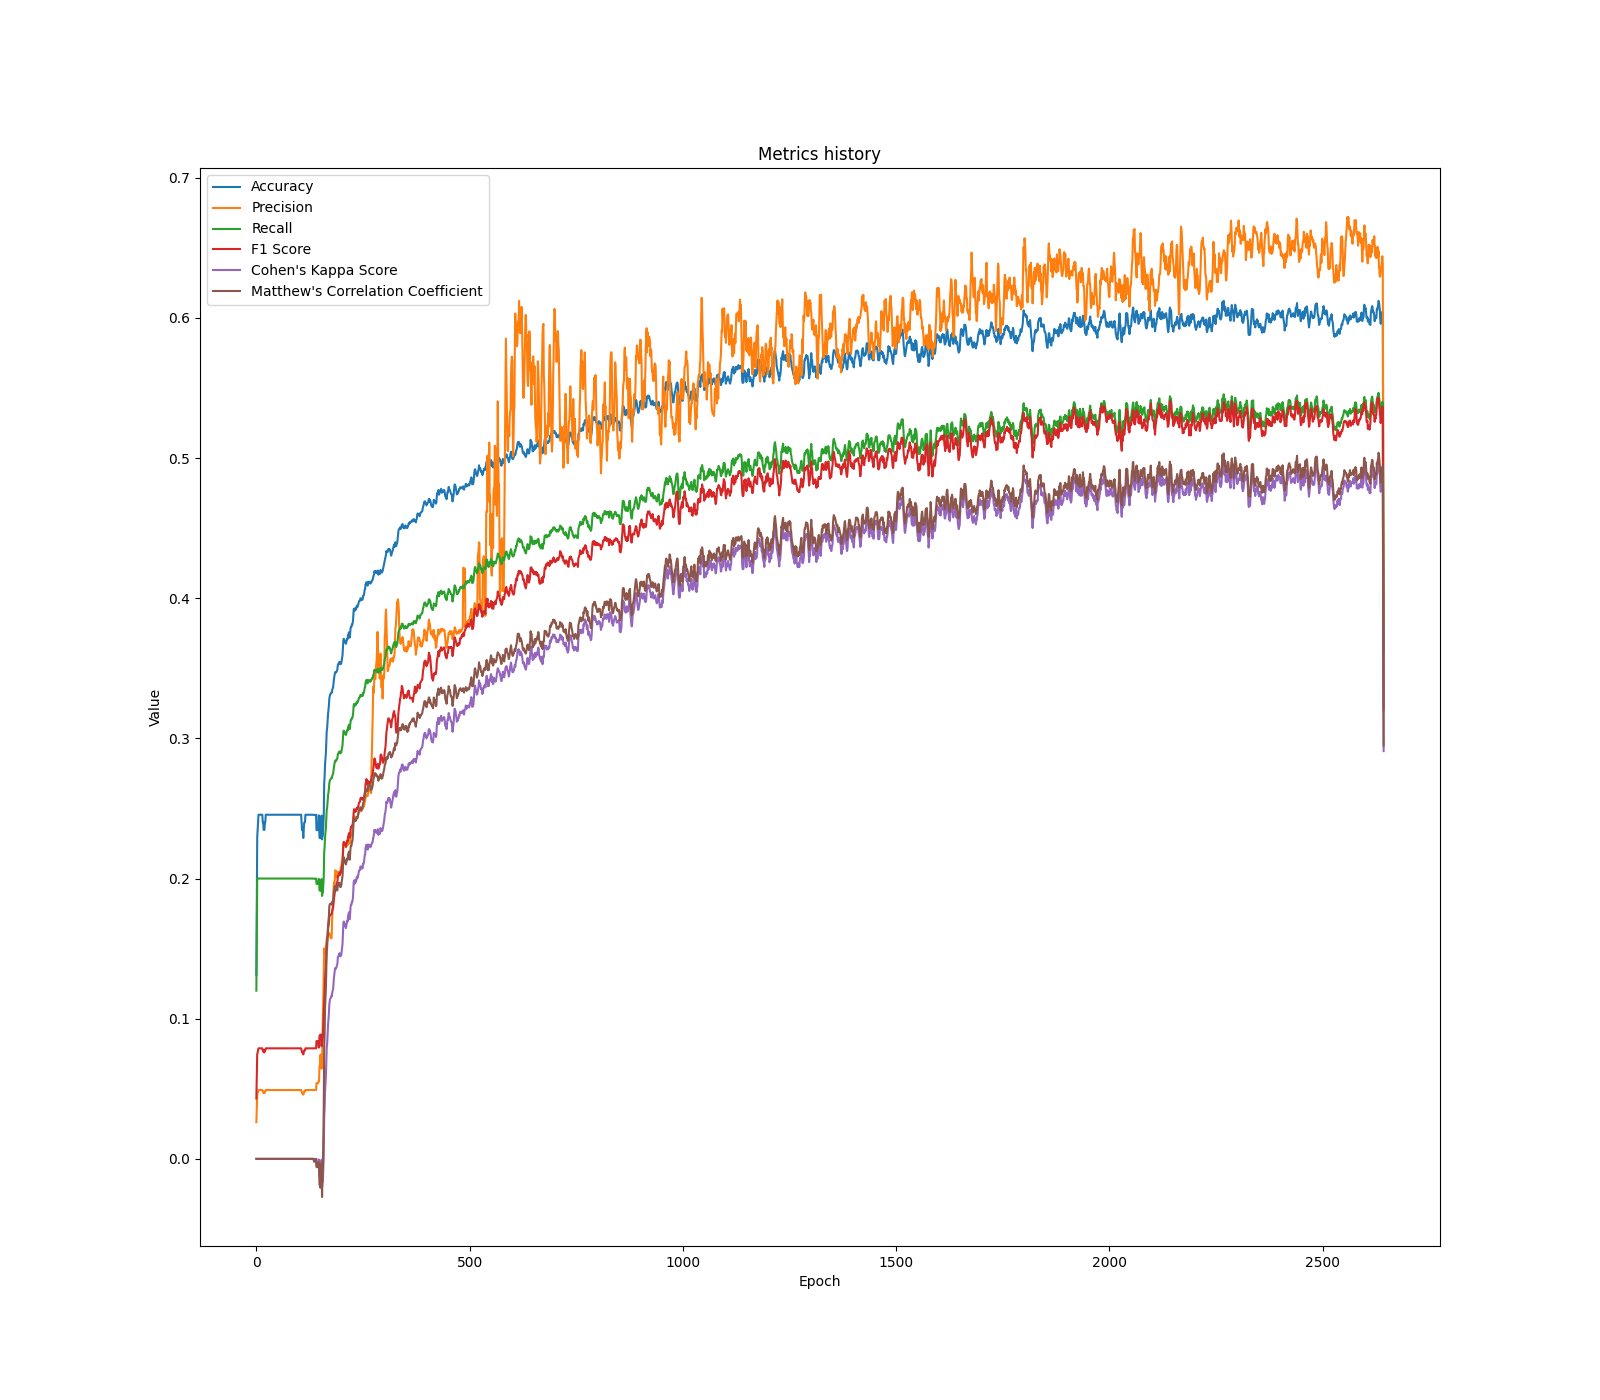 Metrics history
Accuracy
Precision
Recall
F1 Score
Cohen's Kappa Score
Matthew's Correlation Coefficient
0.7
0.6
0.5
0.4
0.3
0.2
0.1
0.0
Value
0 500 1000 1500 2000 2500
Epoch